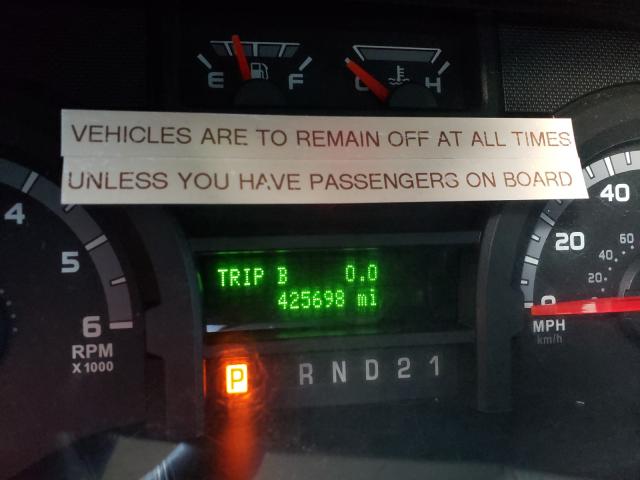 E F C H
VEHICLES ARE TO REMAIN OFF AT ALL TIMES
UNLESS YOU HAVE PASSENGERS ON BOARD
4
5
6
RPM
X1000
TRIP B 0.0
425698 mi
P R N D 2 1
40
60
20
40
20
0
MPH
km/h